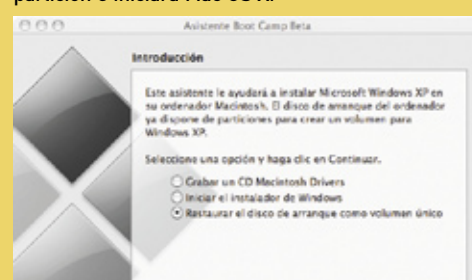 partición o iniciará Mac OS X.
Asistente Boot Camp Beta
Introducción
Este asistente le ayudará a instalar Microsoft Windows XP en
su ordenador Macintosh. El disco de arranque del ordenador
ya dispone de particiones para crear un volumen para
Windows XP.
Seleccione una opción y haga clic en Continuar.
Grabar un CD Macintosh Drivers
Iniciar el instalador de Windows
Restaurar el disco de arranque como volumen único